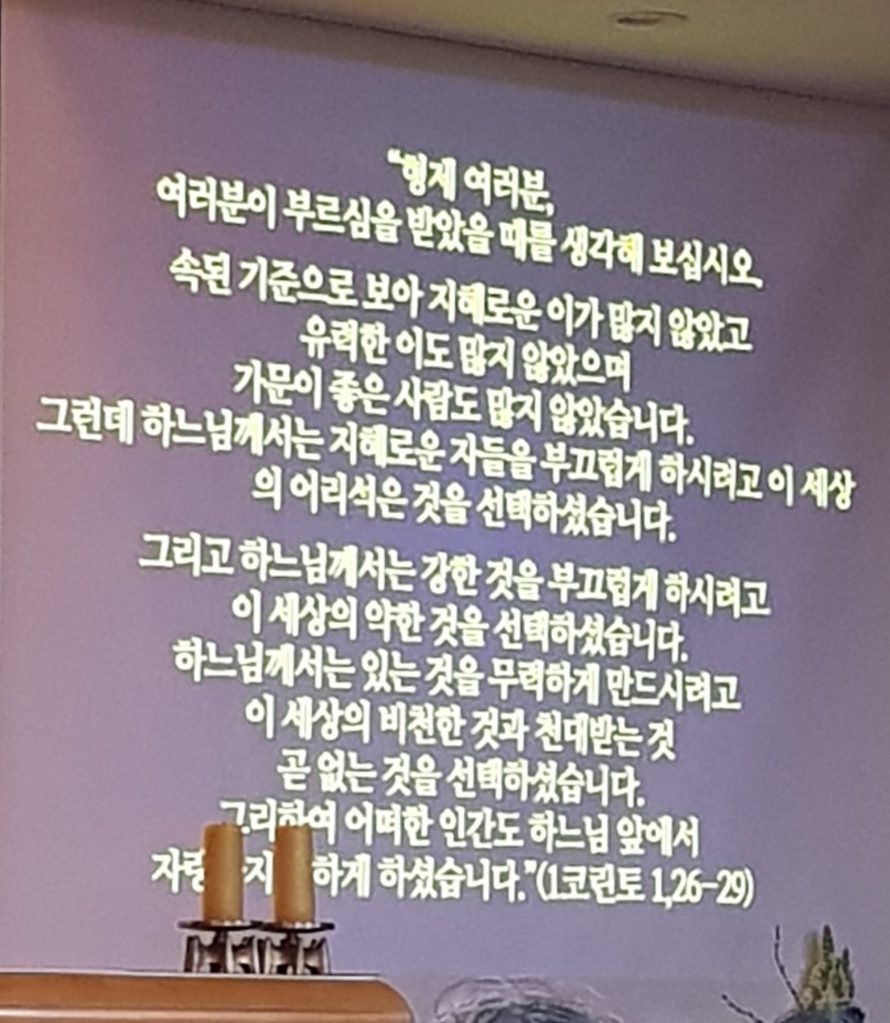 “형제 여러분,
여러분이 부르심을 받았을 때를 생각해 보십시오.
속된 기준으로 보아 지혜로운 이가 많지 않았고
유력한 이도 많지 않았으며
가문이 좋은 사람도 많지 않았습니다.
그런데 하느님께서는 지혜로운 자들을 부끄럽게 하시려고 이 세상
의 어리석은 것을 선택하셨습니다.
그리고 하느님께서는 강한 것을 부끄럽게 하시려고
이 세상의 약한 것을 선택하셨습니다.
하느님께서는 있는 것을 무력하게 만드시려고
이 세상의 비천한 것과 천대받는 것
곧 없는 것을 선택하셨습니다.
그리하여 어떠한 인간도 하느님 앞에서
하게 하셨습니다.”(1코린토 1,26-29)